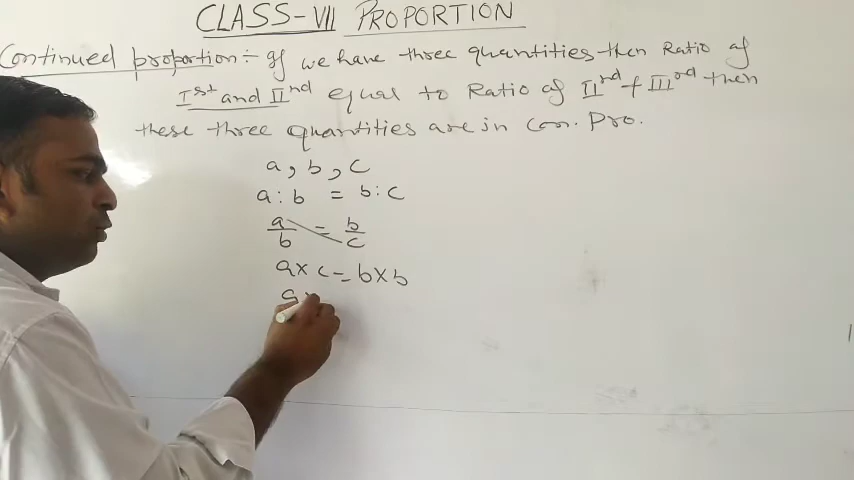 CLASS-VII PROPORTION
Continued proportion:- If we have three quantities then Ratio of
Ist and IInd equal to Ratio of IInd + IIIrd then
these three quantities are in Con. Pro.
a, b, c
a : b = b : c
a/b = b/c
a x c = b x b
a